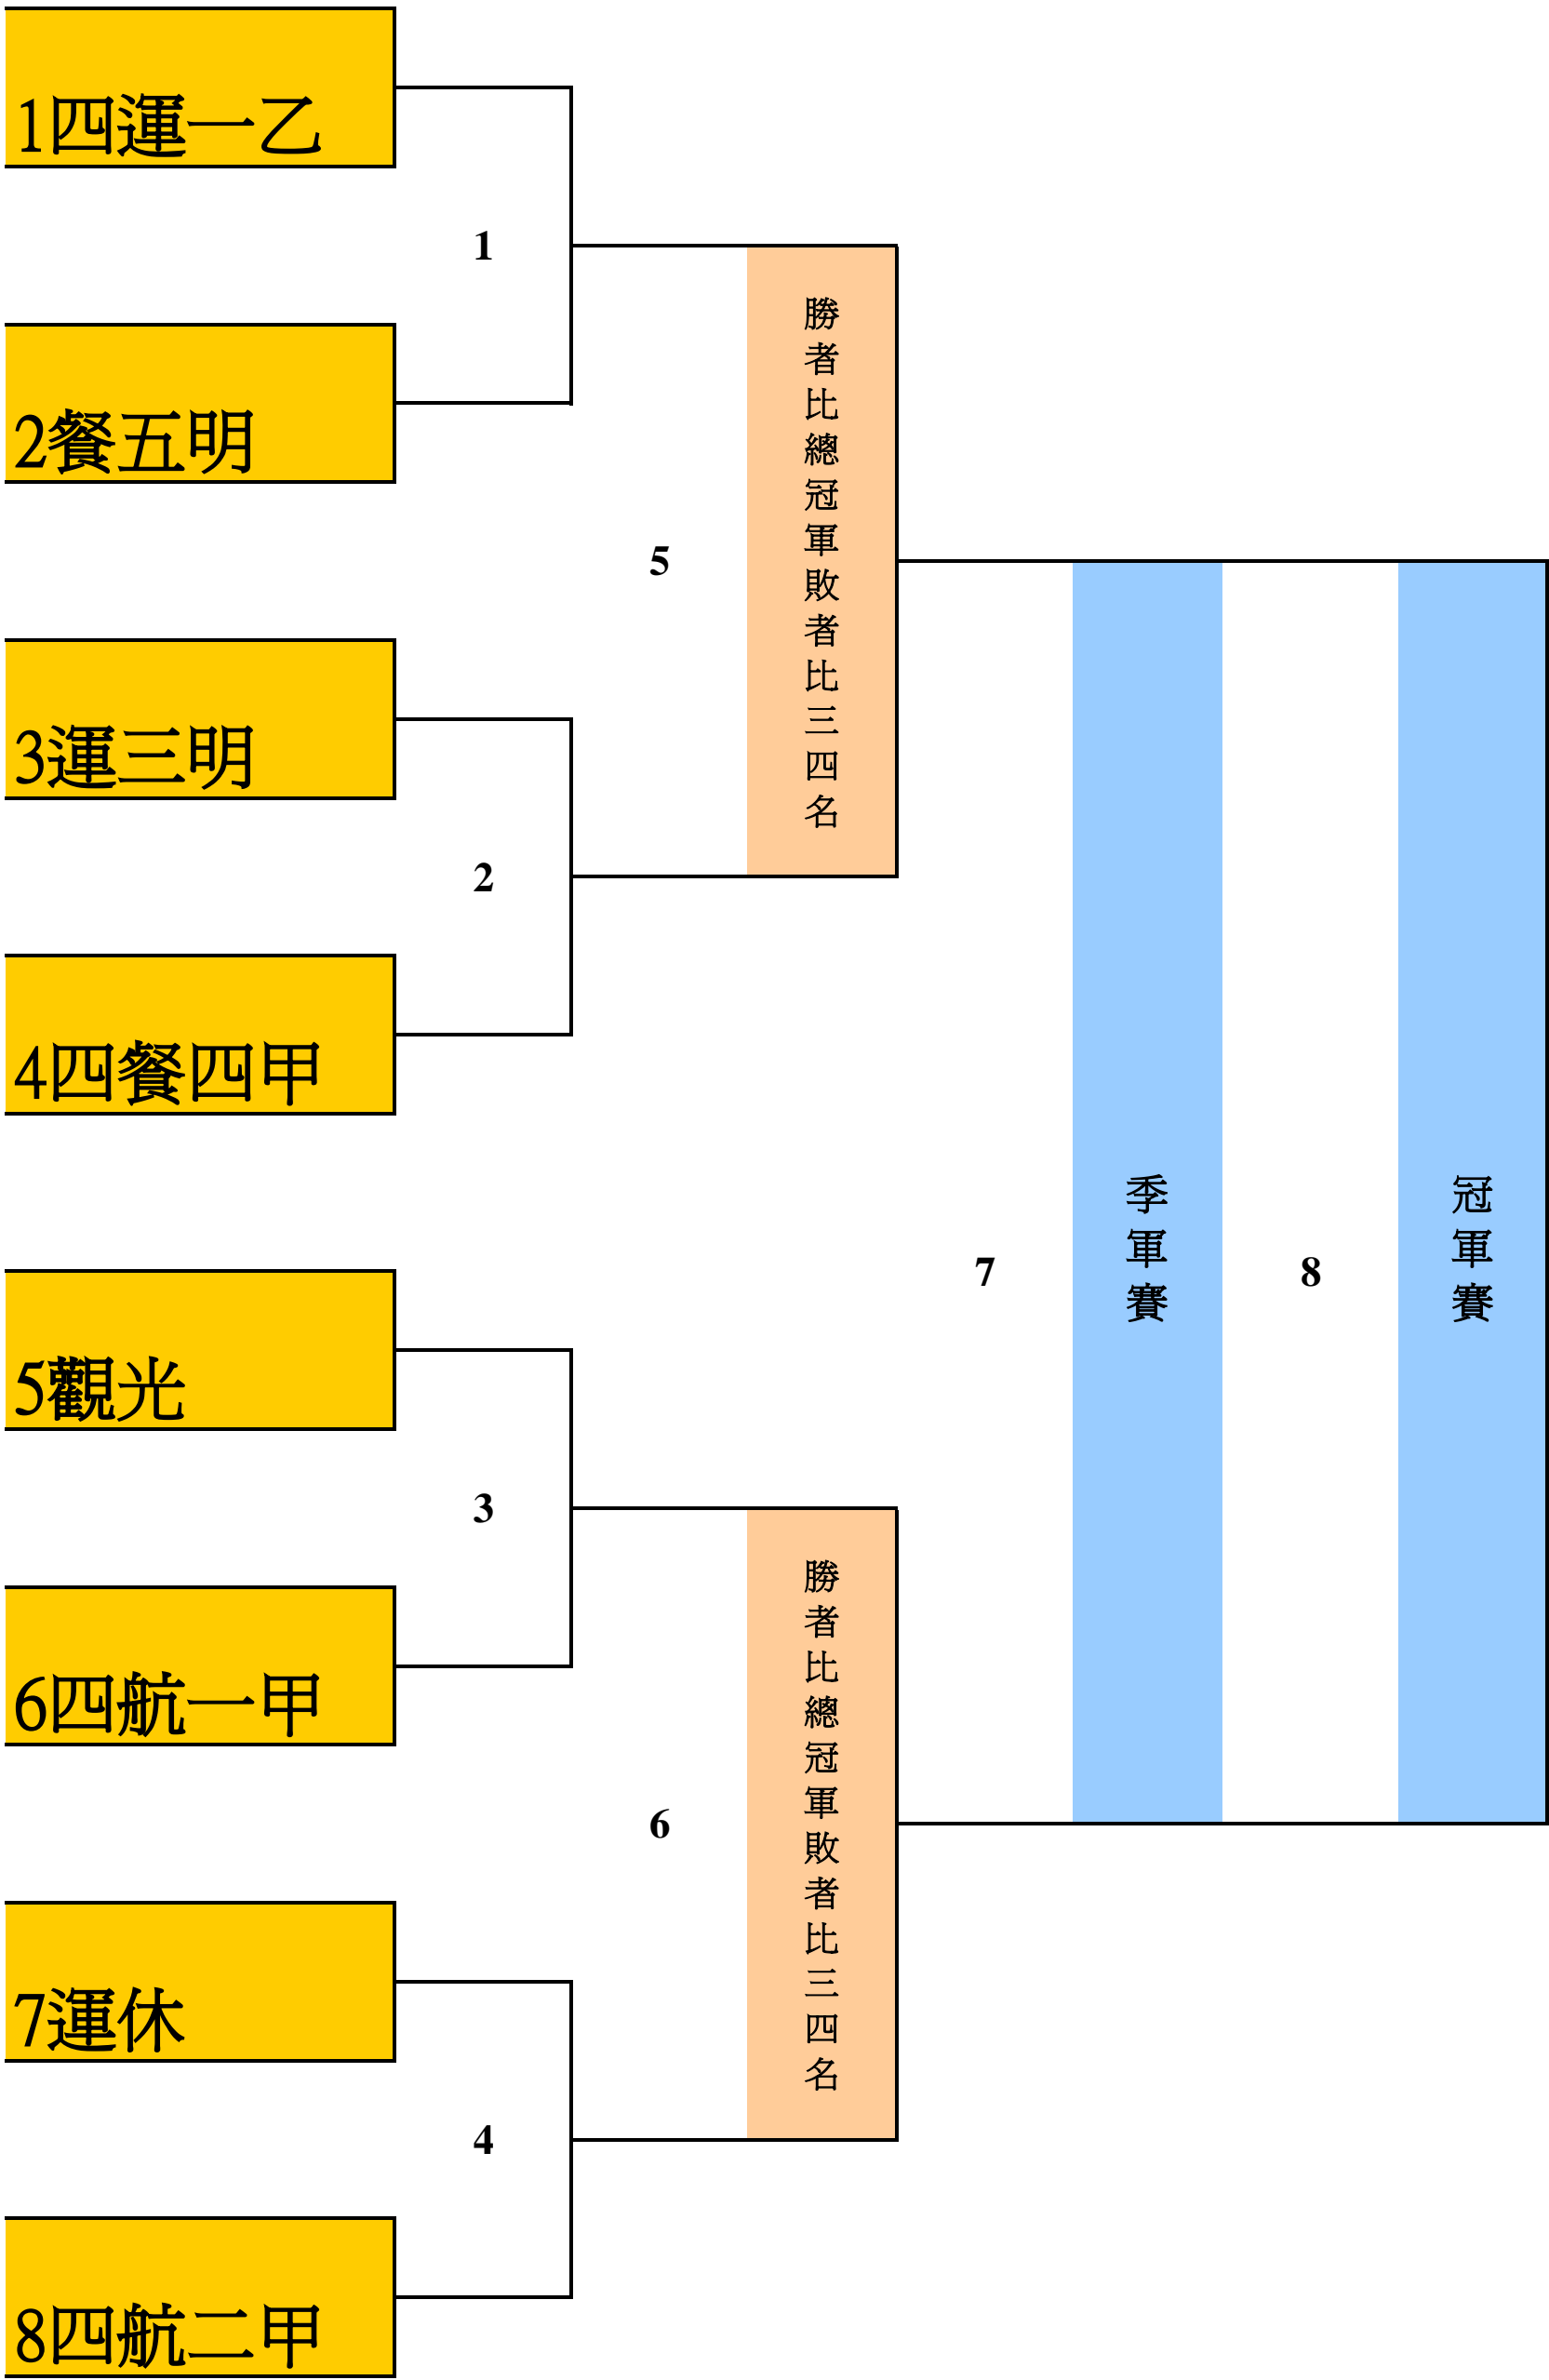 1四運一乙
1
2餐五明
勝者比總冠軍敗者比三四名
5
3運三明
2
4四餐四甲
季軍賽
冠軍賽
7
8
5觀光
3
6四航一甲
勝者比總冠軍敗者比三四名
6
7運休
4
8四航二甲